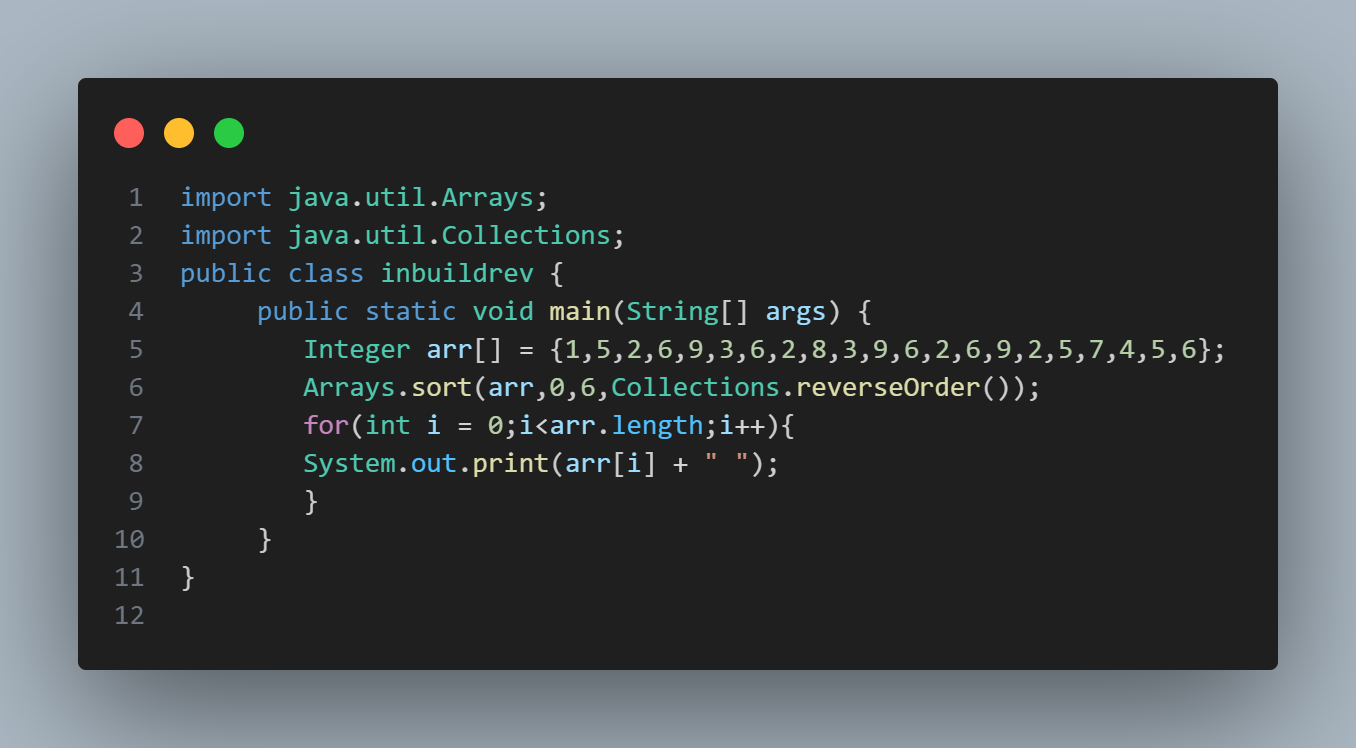 1 import java.util.Arrays;
2 import java.util.Collections;
3 public class inbuildrev {
4      public static void main(String[] args) {
5         Integer arr[] = {1,5,2,6,9,3,6,2,8,3,9,6,2,6,9,2,5,7,4,5,6};
6         Arrays.sort(arr,0,6,Collections.reverseOrder());
7         for(int i = 0;i<arr.length;i++){
8         System.out.print(arr[i] + " ");
9         }
10      }
11 }
12